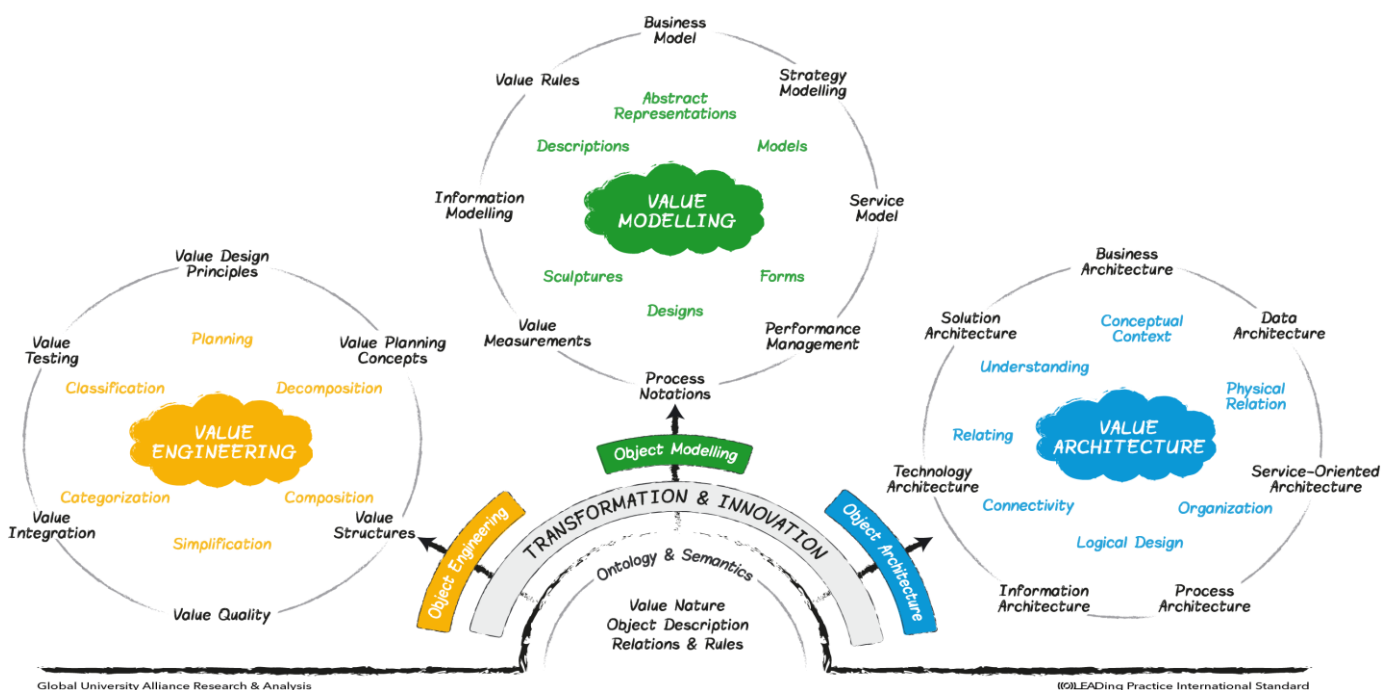 Business
Model
Value Rules
Strategy
Modelling
Abstract
Representations
Descriptions
Models
VALUE
MODELLING
Information
Modelling
Service
Model
Sculptures
Forms
Designs
Value
Measurements
Performance
Management
Process
Notations
Value Design
Principles
Value
Testing
Planning
Value Planning
Concepts
Classification
Decomposition
VALUE
ENGINEERING
Categorization
Composition
Value
Integration
Simplification
Value
Structures
Value Quality
Business
Architecture
Solution
Architecture
Conceptual
Context
Data
Architecture
Understanding
Physical
Relation
Relating
VALUE
ARCHITECTURE
Technology
Architecture
Service-Oriented
Architecture
Connectivity
Organization
Logical Design
Information
Architecture
Process
Architecture
Object Modelling
Object Engineering
TRANSFORMATION & INNOVATION
Object Architecture
Ontology & Semantics
Value Nature
Object Description
Relations & Rules
Global University Alliance Research & Analysis
((©))LEADing Practice International Standard